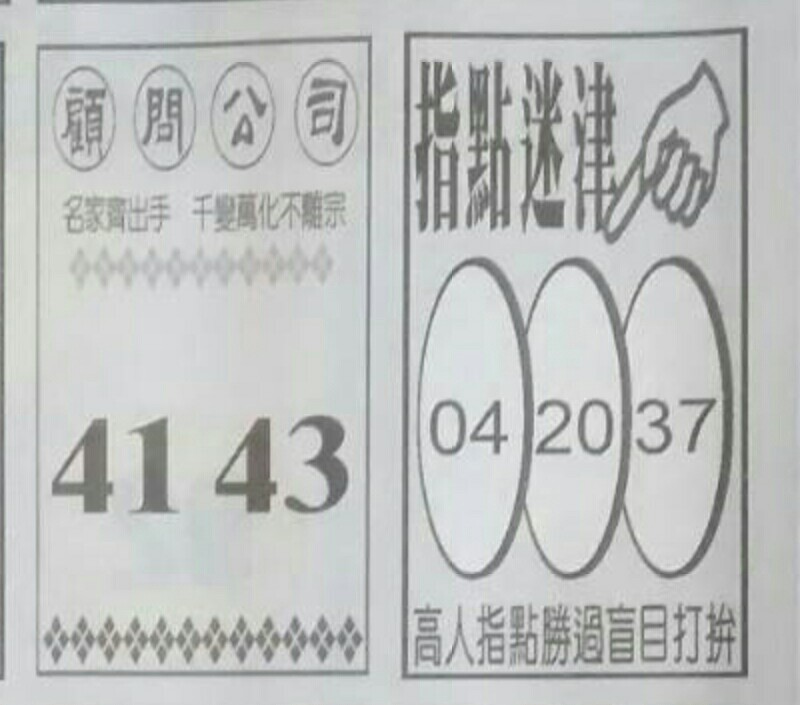 顧問公司
名家齊出手 千變萬化不離宗
41 43
指點迷津
04 20 37
高人指點勝過盲目打拚